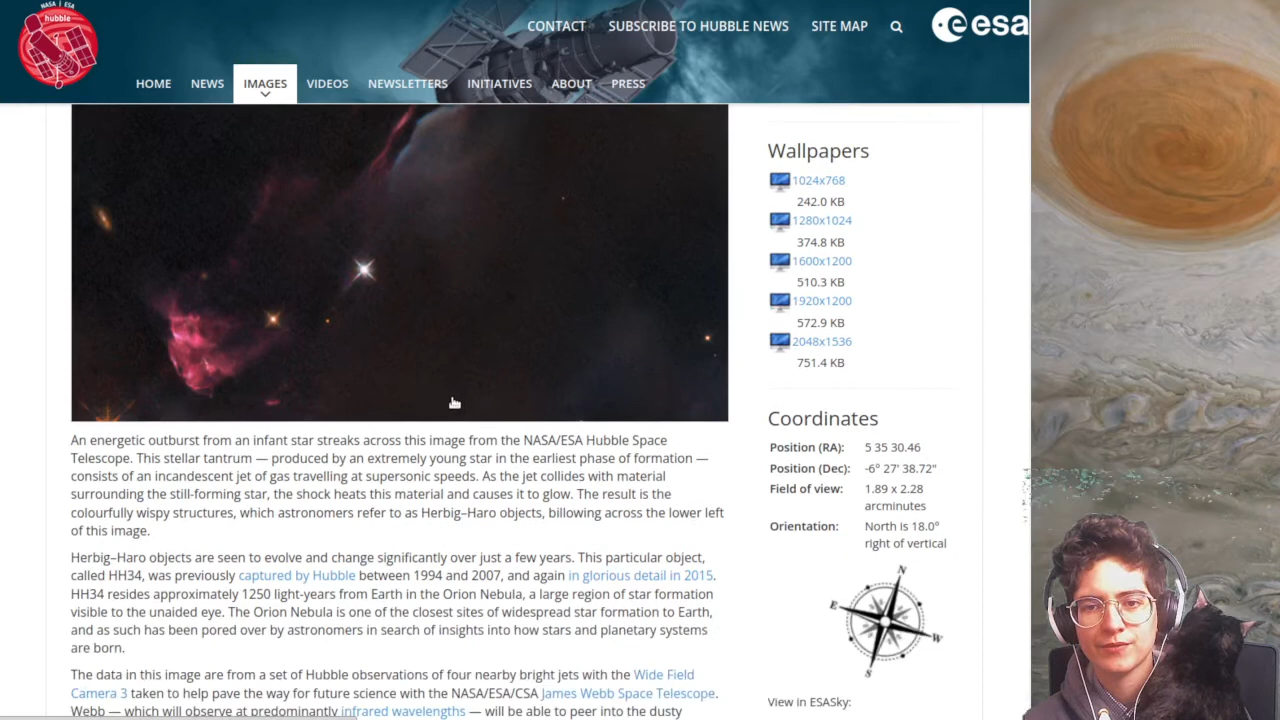 NASA | ESA
hubble
CONTACT
SUBSCRIBE TO HUBBLE NEWS
SITE MAP
esa
HOME
NEWS
IMAGES
VIDEOS
NEWSLETTERS
INITIATIVES
ABOUT
PRESS
An energetic outburst from an infant star streaks across this image from the NASA/ESA Hubble Space
Telescope. This stellar tantrum — produced by an extremely young star in the earliest phase of formation —
consists of an incandescent jet of gas travelling at supersonic speeds. As the jet collides with material
surrounding the still-forming star, the shock heats this material and causes it to glow. The result is the
colourfully wispy structures, which astronomers refer to as Herbig–Haro objects, billowing across the lower left
of this image.
Herbig–Haro objects are seen to evolve and change significantly over just a few years. This particular object,
called HH34, was previously captured by Hubble between 1994 and 2007, and again in glorious detail in 2015.
HH34 resides approximately 1250 light-years from Earth in the Orion Nebula, a large region of star formation
visible to the unaided eye. The Orion Nebula is one of the closest sites of widespread star formation to Earth,
and as such has been pored over by astronomers in search of insights into how stars and planetary systems
are born.
The data in this image are from a set of Hubble observations of four nearby bright jets with the Wide Field
Camera 3 taken to help pave the way for future science with the NASA/ESA/CSA James Webb Space Telescope.
Webb — which will observe at predominantly infrared wavelengths — will be able to peer into the dusty
Wallpapers
1024x768
242.0 KB
1280x1024
374.8 KB
1600x1200
510.3 KB
1920x1200
572.9 KB
2048x1536
751.4 KB
Coordinates
Position (RA): 5 35 30.46
Position (Dec): -6° 27' 38.72"
Field of view: 1.89 x 2.28
arcminutes
Orientation: North is 18.0°
right of vertical
N
E
W
S
View in ESASky: